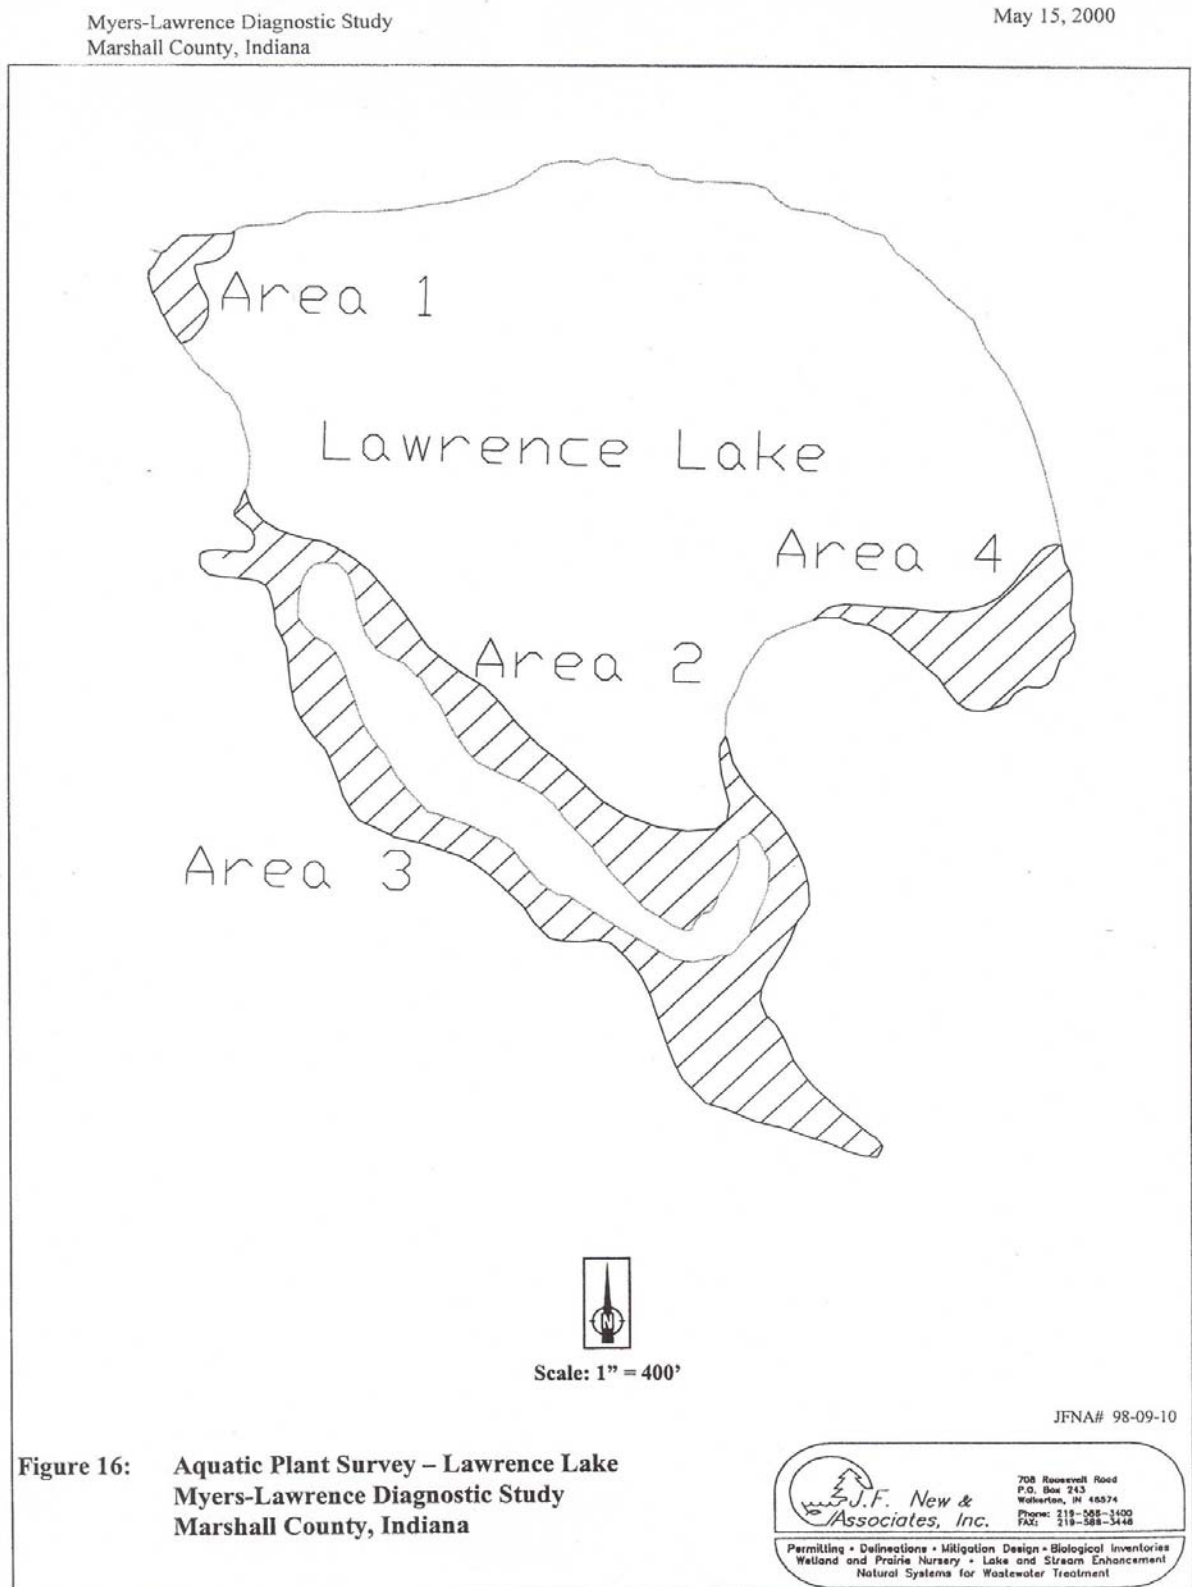 Myers-Lawrence Diagnostic Study
Marshall County, Indiana
May 15, 2000
Area 1
Lawrence Lake
Area 4
Area 2
Area 3
N
Scale: 1” = 400’
JFNA# 98-09-10
Figure 16: Aquatic Plant Survey – Lawrence Lake
Myers-Lawrence Diagnostic Study
Marshall County, Indiana
J.F. New &
Associates, Inc.
708 Roosevelt Road
P.O. Box 243
Walkerton, IN 46574
Phone: 219-586-3400
FAX: 219-586-3446
Permitting • Delineations • Mitigation Design • Biological Inventories
Wetland and Prairie Nursery • Lake and Stream Enhancement
Natural Systems for Wastewater Treatment